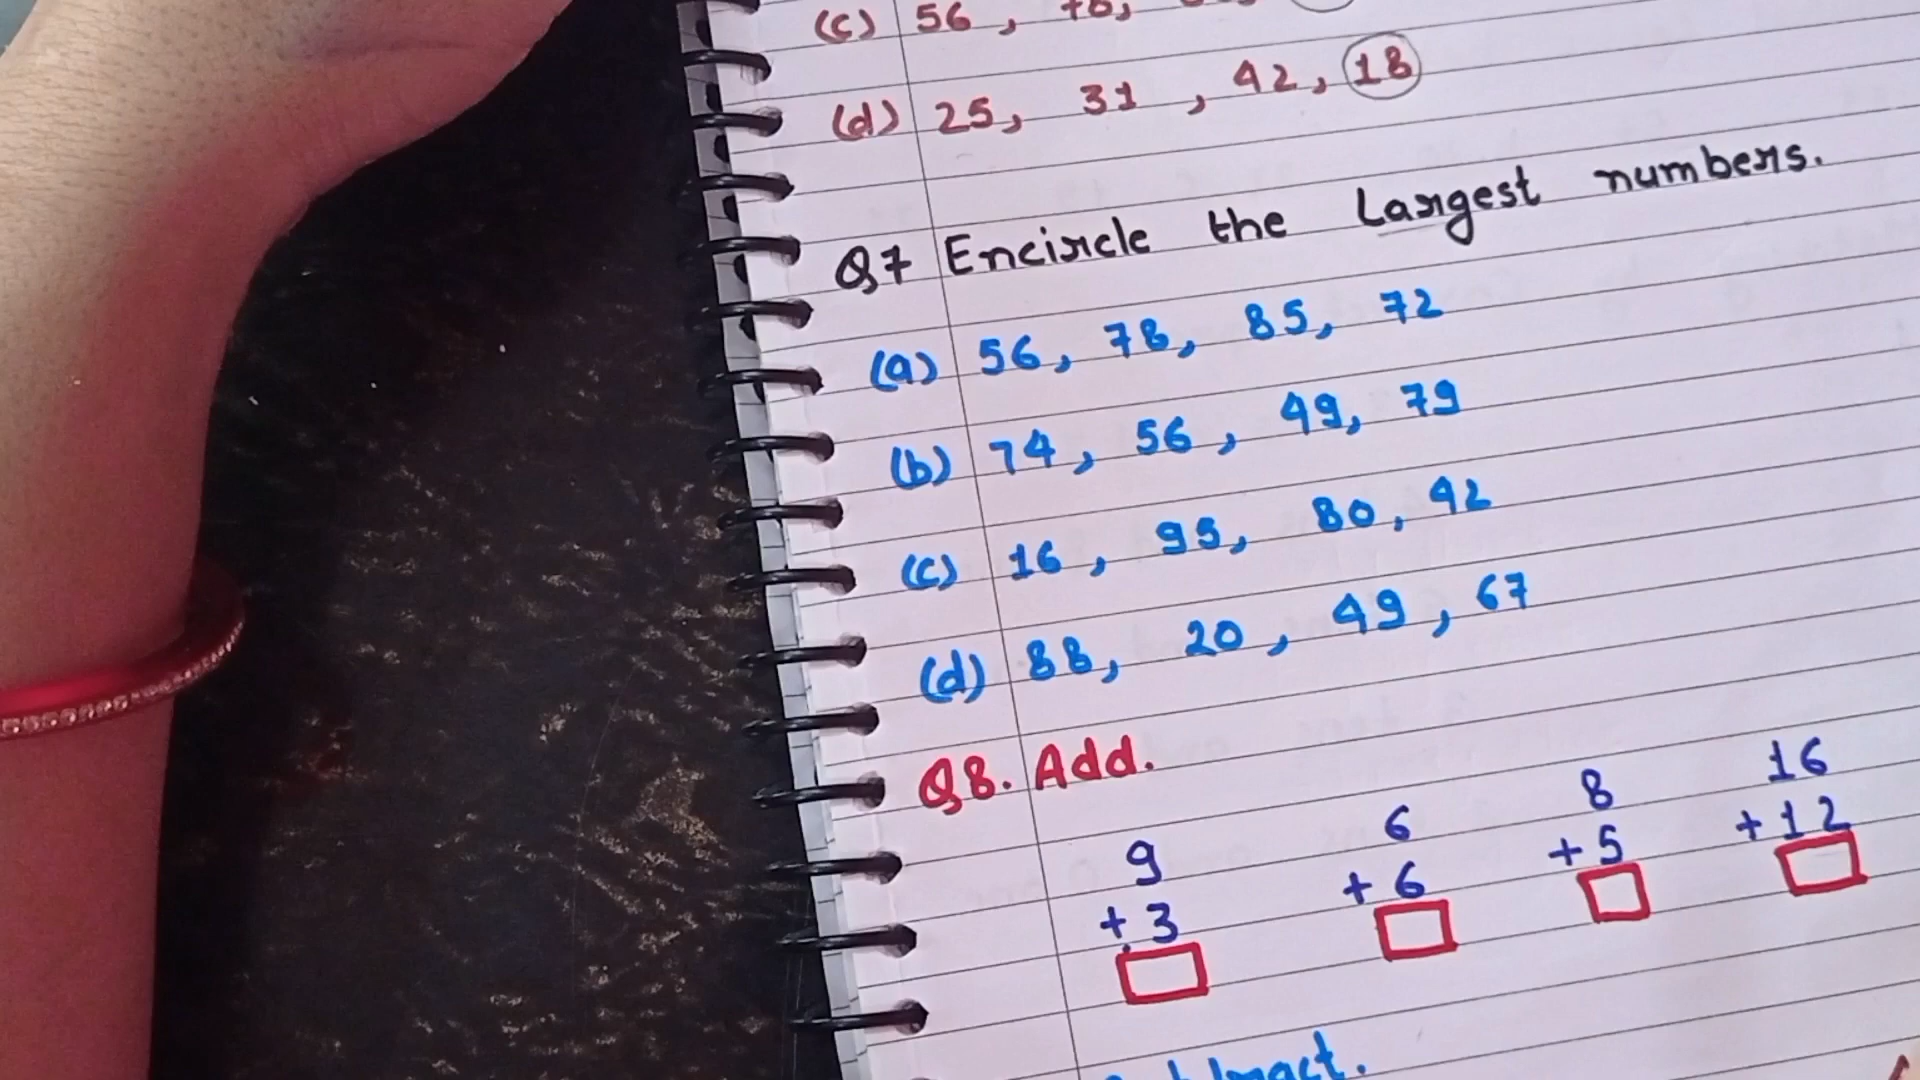 (c) 56,
(d) 25, 31, 42, 18
Q7 Encircle the Largest numbers.
(a) 56, 78, 85, 72
(b) 74, 56, 49, 79
(c) 16, 95, 80, 42
(d) 88, 20, 49, 67
Q8. Add.
9 6 8 16
+3 +6 +5 +12